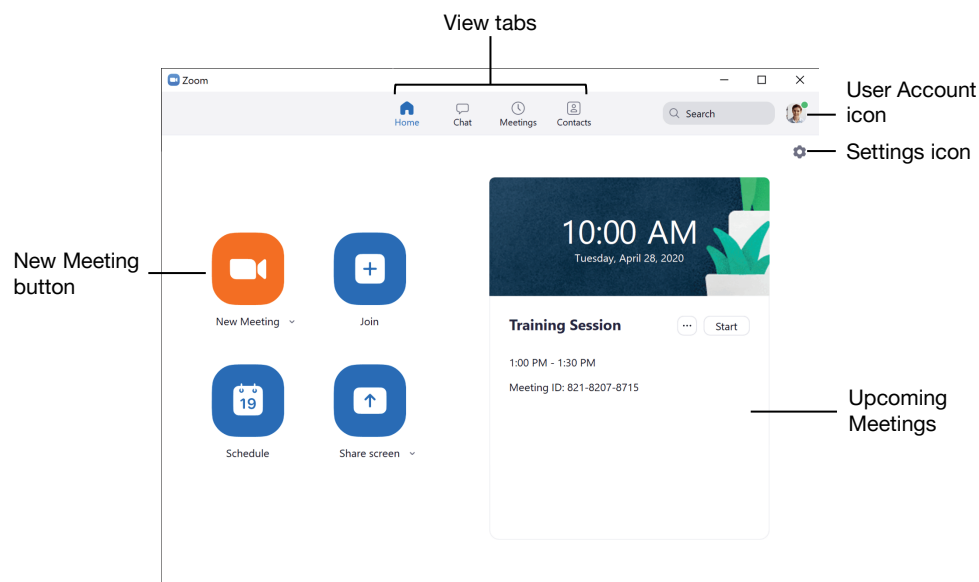 View tabs
Zoom
Home
Chat
Meetings
Contacts
Search
User Account
icon
Settings icon
10:00 AM
Tuesday, April 28, 2020
New Meeting
button
New Meeting
Join
Training Session
... Start
1:00 PM - 1:30 PM
Meeting ID: 821-8207-8715
19
Schedule
Share screen
Upcoming
Meetings